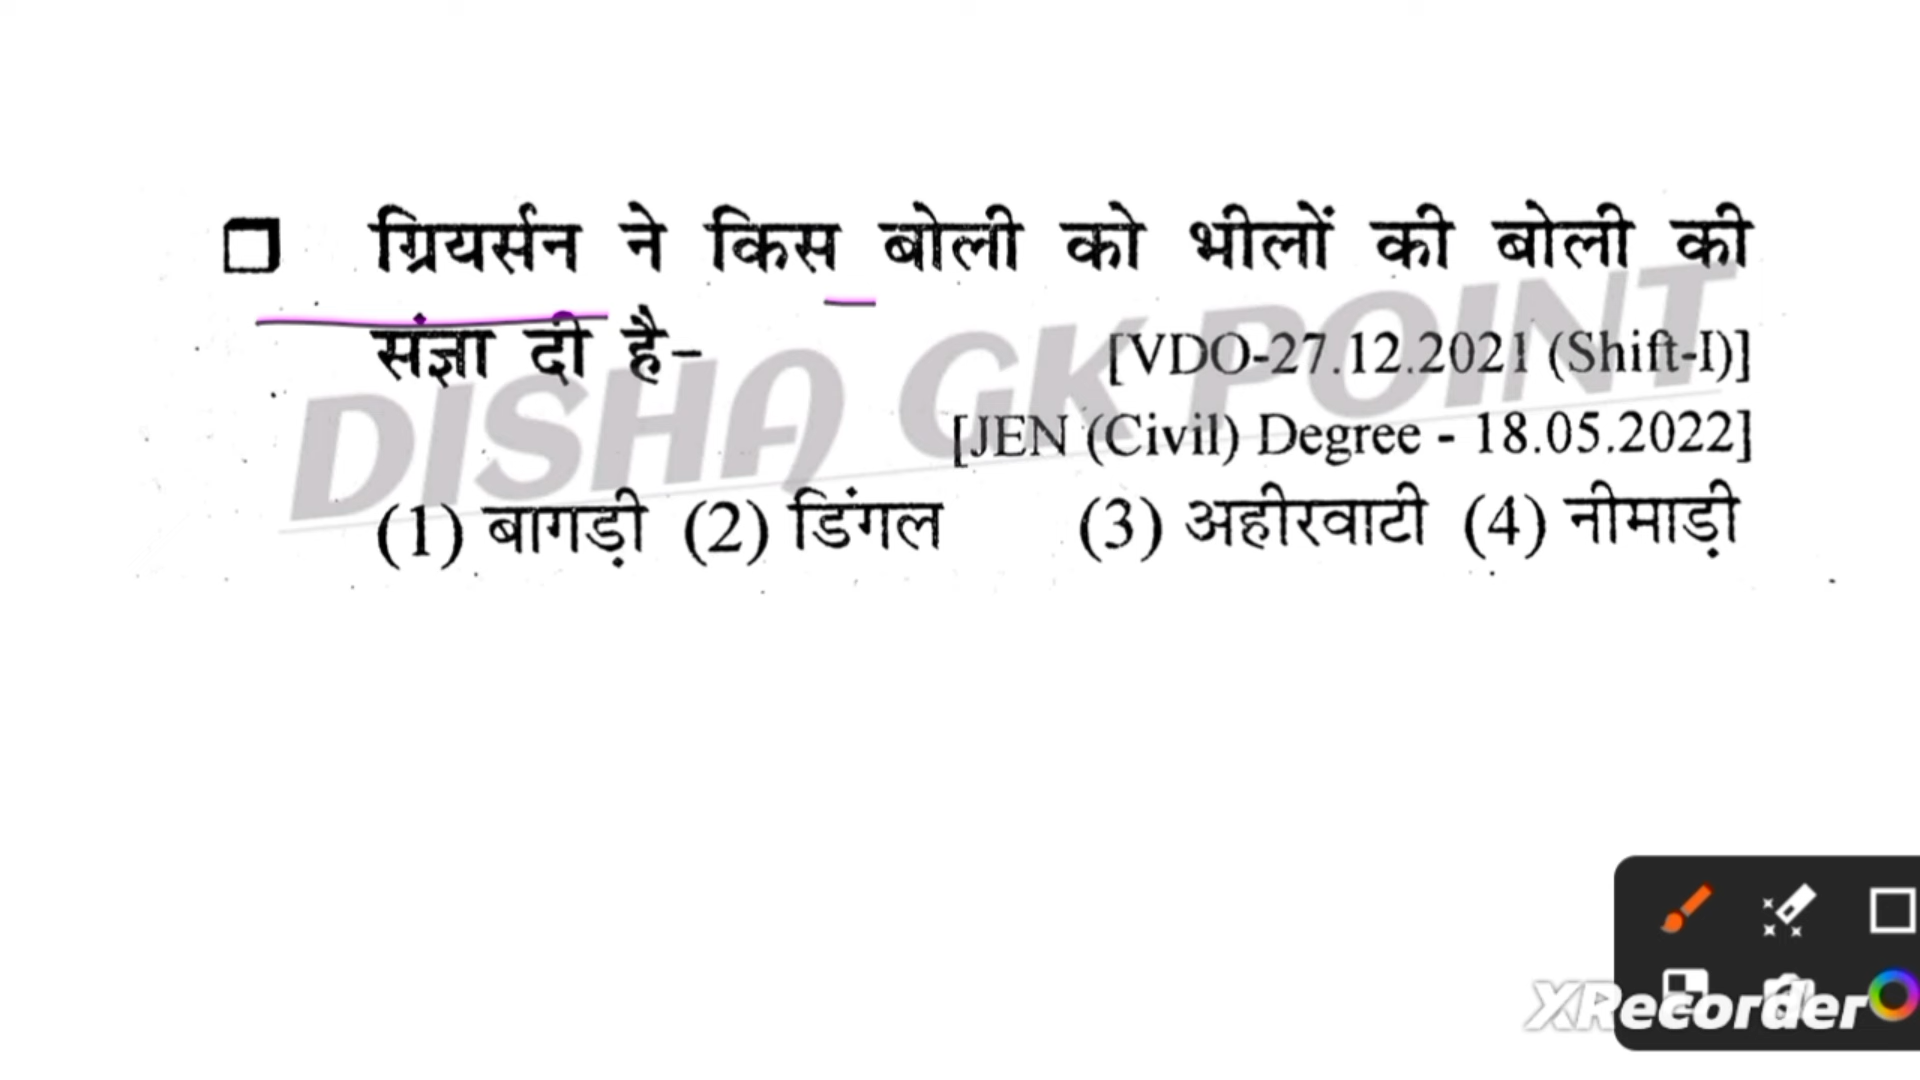 ग्रियर्सन ने किस बोली को भीलों की बोली की
संज्ञा दी है-
[VDO-27.12.2021 (Shift-I)]
[JEN (Civil) Degree - 18.05.2022]
(1) बागड़ी (2) डिंगल (3) अहीरवाटी (4) नीमाड़ी
DISHA GK POINT
XRecorder